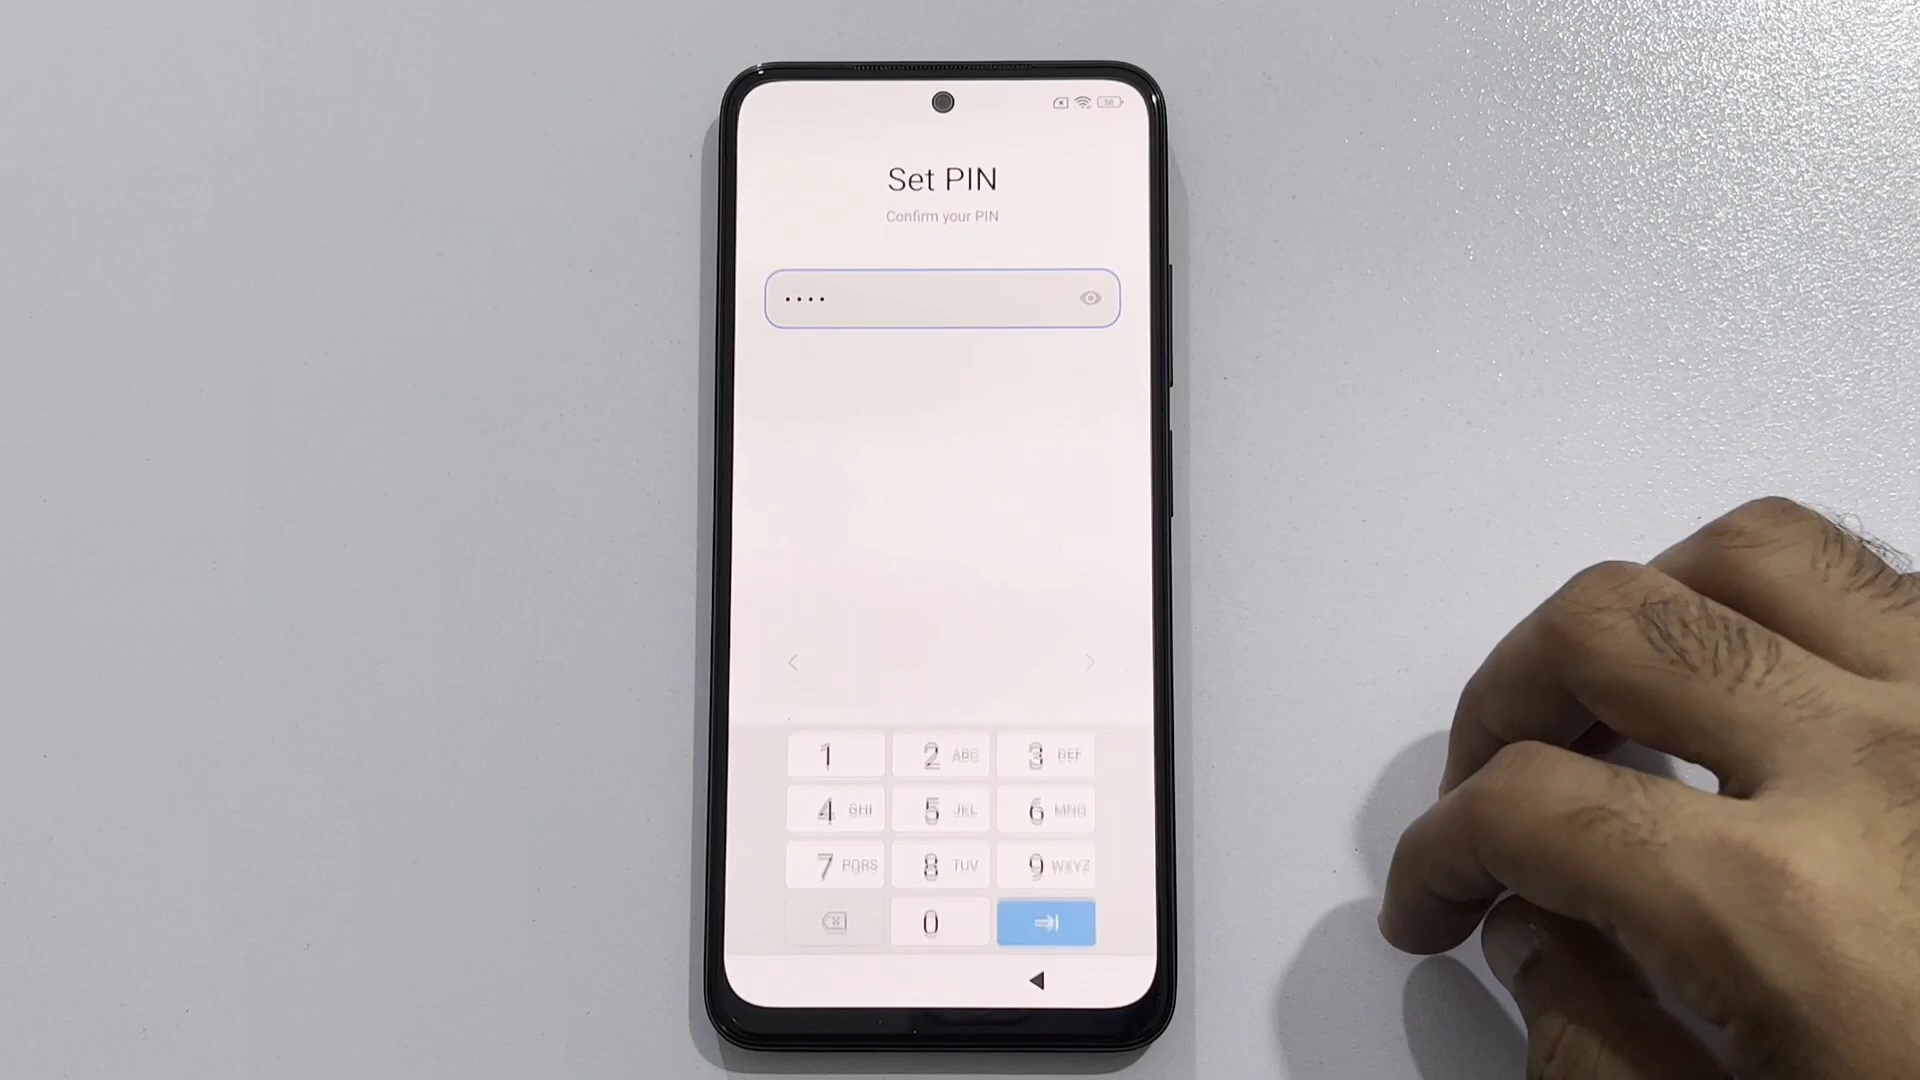 58
Set PIN
Confirm your PIN
••••
1 2 ABC 3 DEF
4 GHI 5 JKL 6 MNO
7 PQRS 8 TUV 9 WXYZ
0